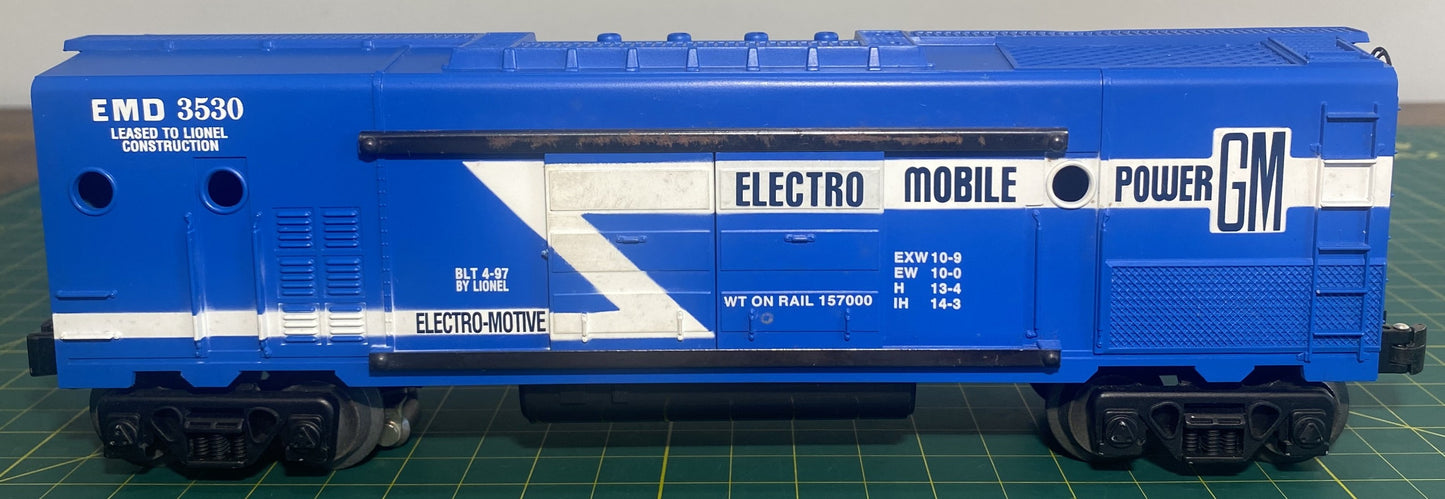 EMD 3530
LEASED TO LIONEL
CONSTRUCTION
BLT 4-97
BY LIONEL
ELECTRO-MOTIVE
ELECTRO MOBILE POWER GM
WT ON RAIL 157000
EXW 10-9
EW 10-0
H 13-4
IH 14-3